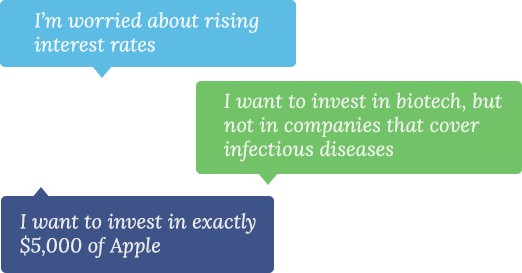 I'm worried about rising
interest rates
I want to invest in biotech, but
not in companies that cover
infectious diseases
I want to invest in exactly
$5,000 of Apple